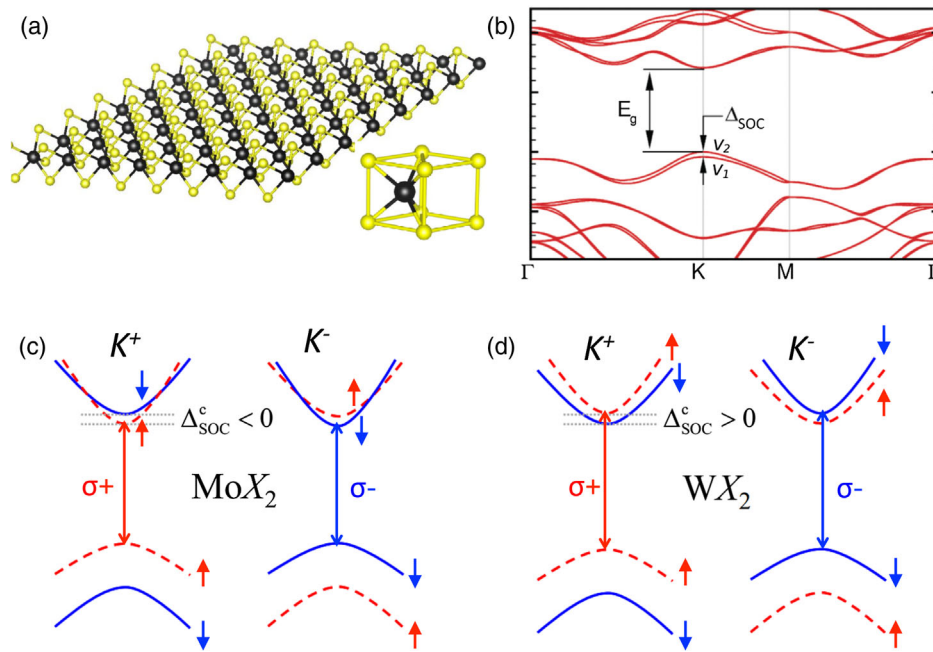 (a)
(b)
E_g
Δ_SOC
v_2
v_1
Γ K M
(c) K⁺ K⁻
Δ^c_SOC < 0
σ+ MoX_2 σ-
(d) K⁺ K⁻
Δ^c_SOC > 0
σ+ WX_2 σ-